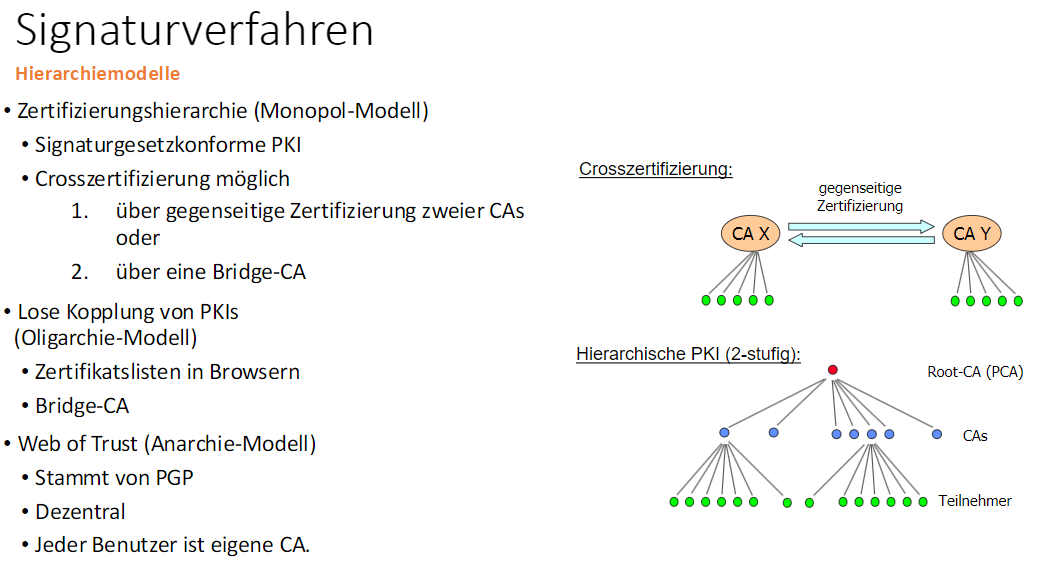 Signaturverfahren
Hierarchiemodelle
• Zertifizierungshierarchie (Monopol-Modell)
• Signaturgesetzkonforme PKI
• Crosszertifizierung möglich
1. über gegenseitige Zertifizierung zweier CAs
oder
2. über eine Bridge-CA
• Lose Kopplung von PKIs
(Oligarchie-Modell)
• Zertifikatslisten in Browsern
• Bridge-CA
• Web of Trust (Anarchie-Modell)
• Stammt von PGP
• Dezentral
• Jeder Benutzer ist eigene CA.
Crosszertifizierung:
gegenseitige
Zertifizierung
CA X
CA Y
Hierarchische PKI (2-stufig):
Root-CA (PCA)
CAs
Teilnehmer